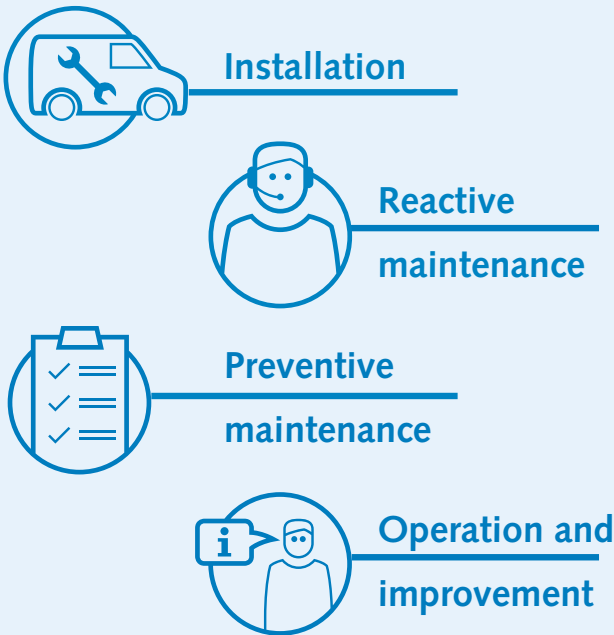 Installation
Reactive
maintenance
Preventive
maintenance
i
Operation and
improvement